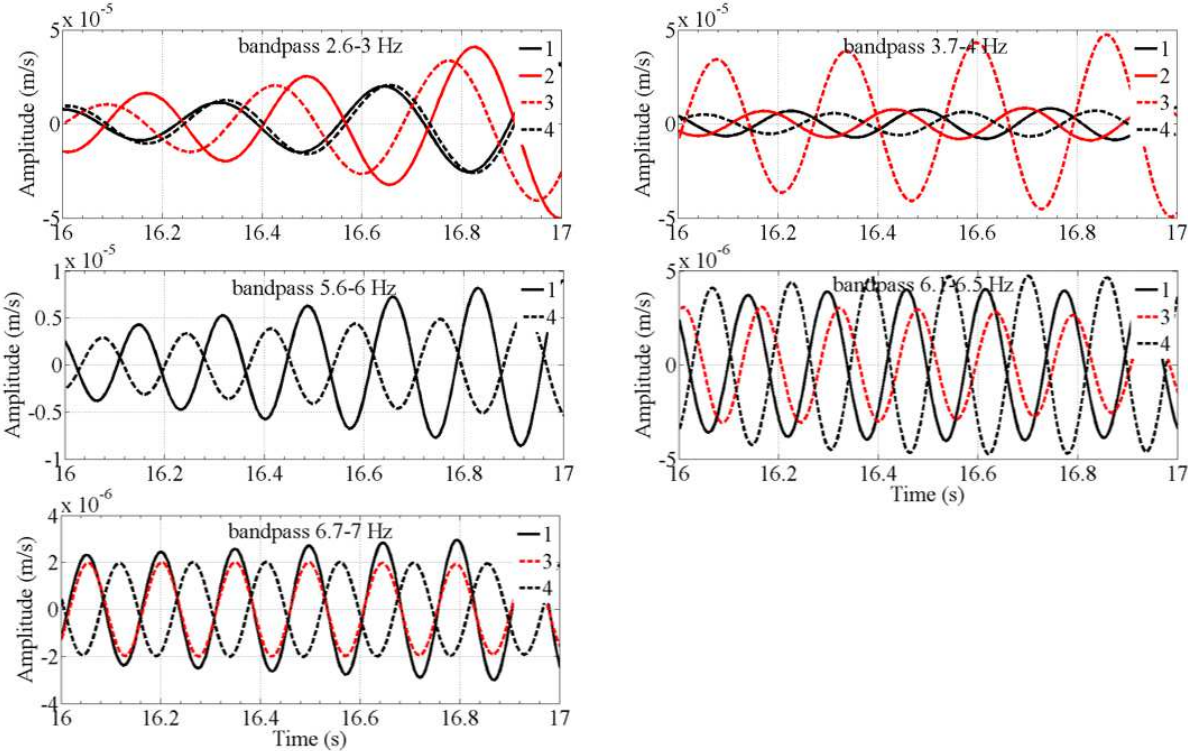 x 10-5
bandpass 2.6-3 Hz
Amplitude (m/s)
5
0
-5
1
2
3
4
16 16.2 16.4 16.6 16.8 17
x 10-5
bandpass 3.7-4 Hz
Amplitude (m/s)
5
0
-5
1
2
3
4
16 16.2 16.4 16.6 16.8 17
x 10-5
bandpass 5.6-6 Hz
Amplitude (m/s)
1
0.5
0
-0.5
-1
1
4
16 16.2 16.4 16.6 16.8 17
x 10-6
bandpass 6.1-6.5 Hz
Amplitude (m/s)
5
0
-5
1
3
4
16 16.2 16.4 16.6 16.8 17
Time (s)
x 10-6
bandpass 6.7-7 Hz
Amplitude (m/s)
4
2
0
-2
-4
1
3
4
16 16.2 16.4 16.6 16.8 17
Time (s)